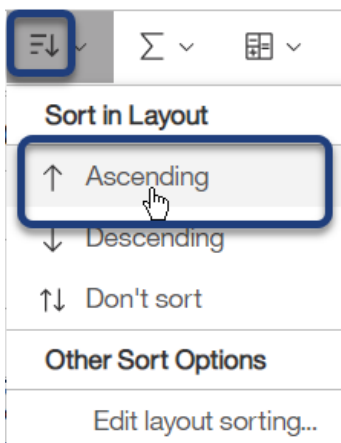 Sort in Layout
Ascending
Descending
Don't sort
Other Sort Options
Edit layout sorting...